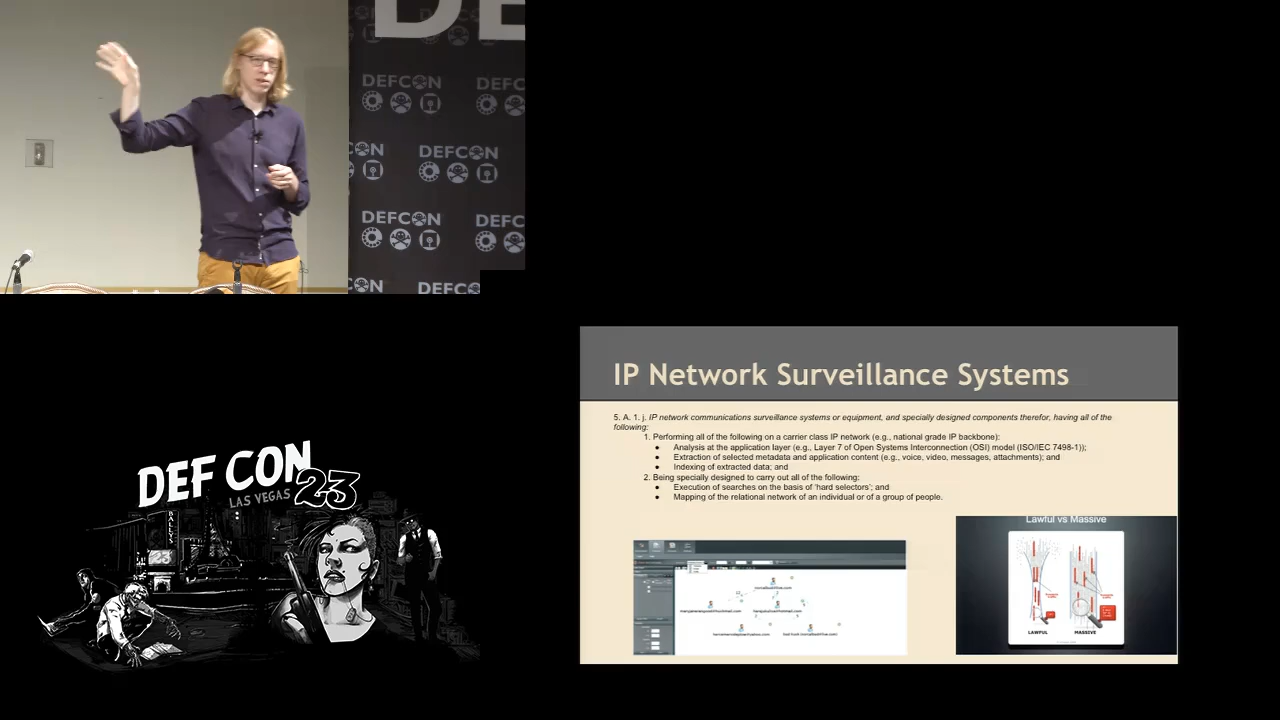 DE
DEFCON
DEFCON
CON
DEFCON
DEFCON
DEFCON
CON
DEFC
DEF CON
LAS VEGAS 23
BALLYS
23
IP Network Surveillance Systems
5. A. 1. j. IP network communications surveillance systems or equipment, and specially designed components therefor, having all of the
following:
1. Performing all of the following on a carrier class IP network (e.g., national grade IP backbone):
● Analysis at the application layer (e.g., Layer 7 of Open Systems Interconnection (OSI) model (ISO/IEC 7498-1));
● Extraction of selected metadata and application content (e.g., voice, video, messages, attachments); and
● Indexing of extracted data; and
2. Being specially designed to carry out all of the following:
● Execution of searches on the basis of 'hard selectors'; and
● Mapping of the relational network of an individual or of a group of people.
Lawful vs Massive
LAWFUL
MASSIVE